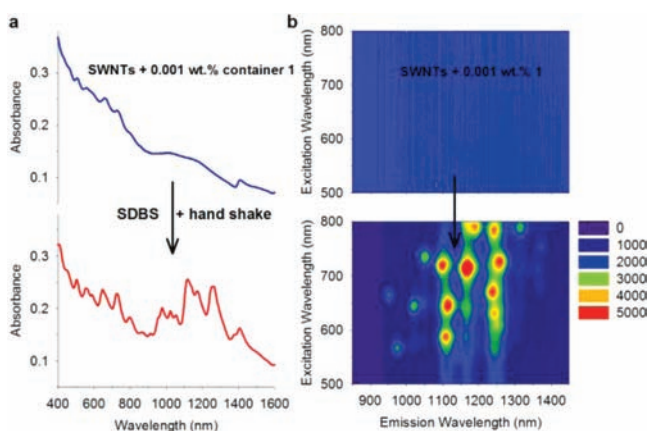 a
SWNTs + 0.001 wt.% container 1
Absorbance
0.3
0.2
0.1
SDBS + hand shake
Absorbance
0.3
0.2
0.1
400 600 800 1000 1200 1400 1600
Wavelength (nm)
b
SWNTs + 0.001 wt.% 1
Excitation Wavelength (nm)
800
700
600
500
Excitation Wavelength (nm)
800
700
600
500
900 1000 1100 1200 1300 1400
Emission Wavelength (nm)
0
1000
2000
3000
4000
5000